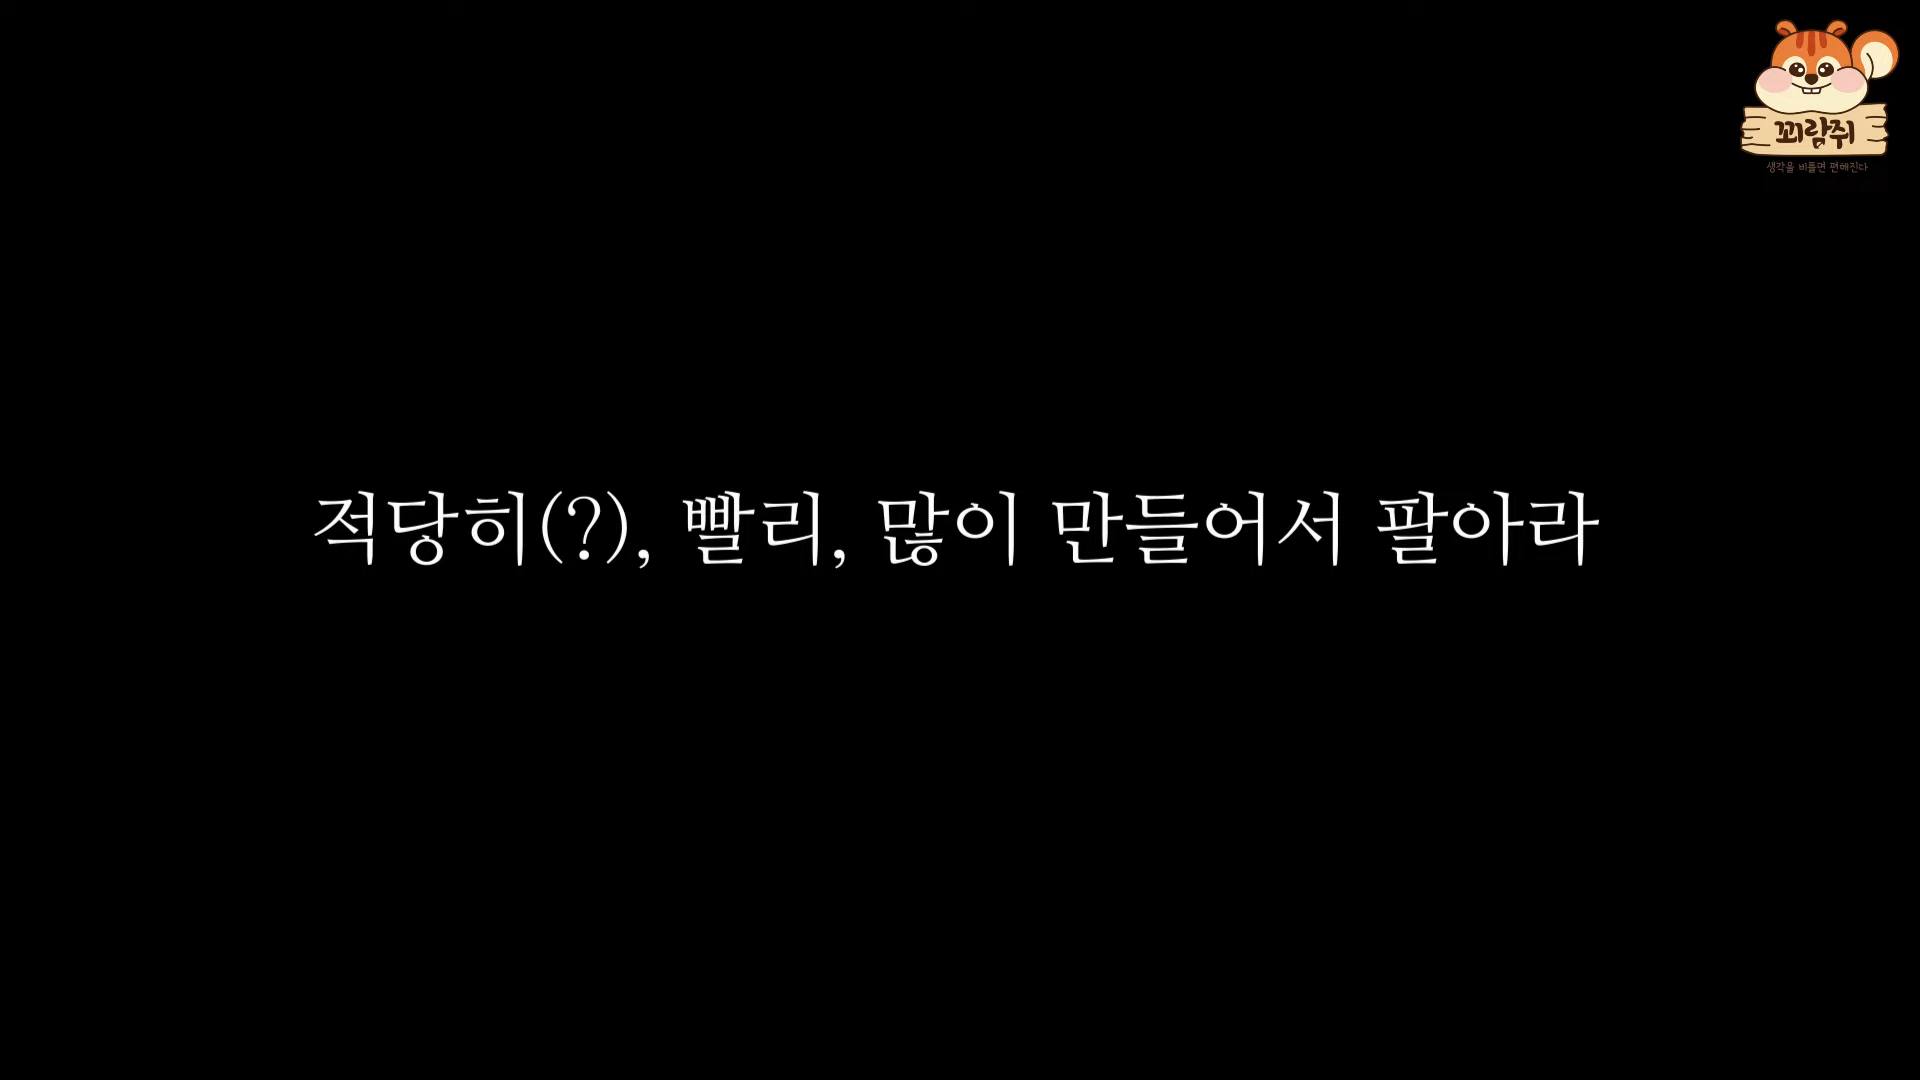 꾀람쥐
생각을 비틀면 편해진다
적당히(?), 빨리, 많이 만들어서 팔아라